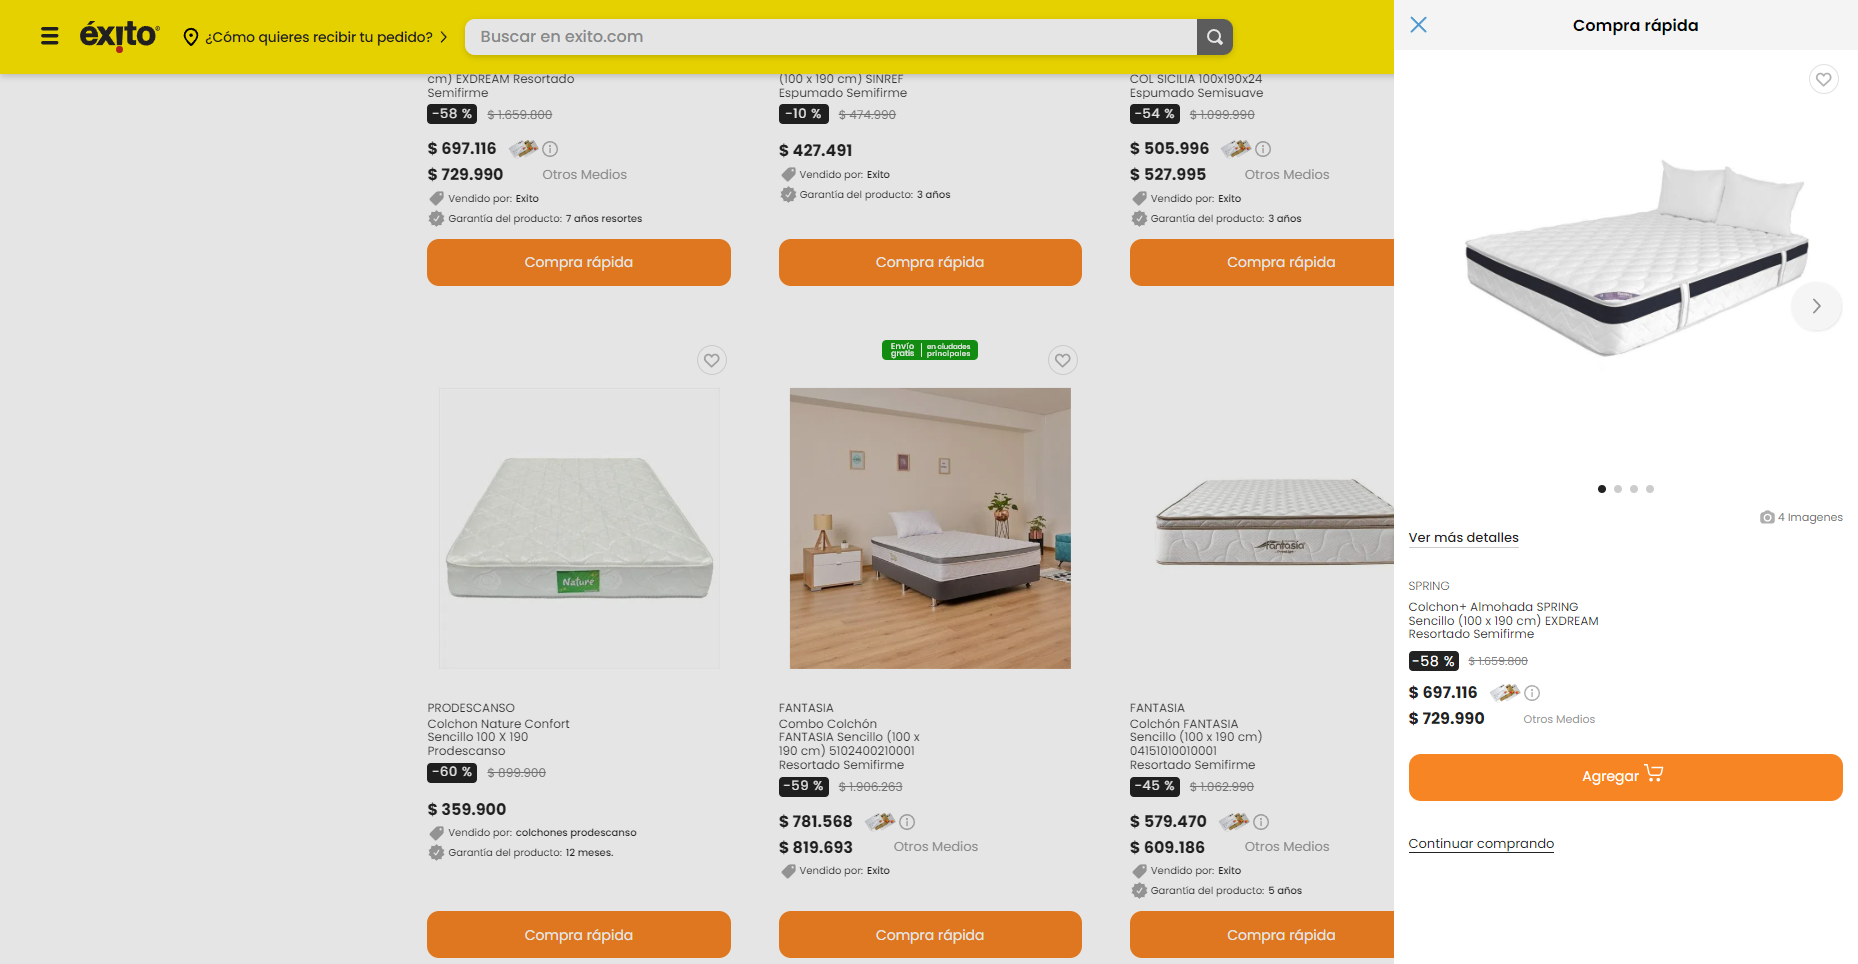 éxito
¿Cómo quieres recibir tu pedido?
Buscar en exito.com
cm) EXDREAM Resortado
Semifirme
-58 % $ 1.659.800
$ 697.116
$ 729.990 Otros Medios
Vendido por: Exito
Garantía del producto: 7 años resortes
Compra rápida
(100 x 190 cm) SINREF
Espumado Semifirme
-10 % $ 474.990
$ 427.491
Vendido por: Exito
Garantía del producto: 3 años
Compra rápida
COL SICILIA 100x190x24
Espumado Semisuave
-54 % $ 1.099.990
$ 505.996
$ 527.995 Otros Medios
Vendido por: Exito
Garantía del producto: 3 años
Compra rápida
Nature
PRODESCANSO
Colchon Nature Confort
Sencillo 100 X 190
Prodescanso
-60 % $ 899.900
$ 359.900
Vendido por: colchones prodescanso
Garantía del producto: 12 meses.
Compra rápida
Envío gratis | en ciudades principales
FANTASIA
Combo Colchón
FANTASIA Sencillo (100 x
190 cm) 5102400210001
Resortado Semifirme
-59 % $ 1.906.263
$ 781.568
$ 819.693 Otros Medios
Vendido por: Exito
Compra rápida
fantasia
FANTASIA
Colchón FANTASIA
Sencillo (100 x 190 cm)
04151010010001
Resortado Semifirme
-45 % $ 1.062.990
$ 579.470
$ 609.186 Otros Medios
Vendido por: Exito
Garantía del producto: 5 años
Compra rápida
Compra rápida
4 Imagenes
Ver más detalles
SPRING
Colchon+ Almohada SPRING
Sencillo (100 x 190 cm) EXDREAM
Resortado Semifirme
-58 % $ 1.659.800
$ 697.116
$ 729.990 Otros Medios
Agregar
Continuar comprando